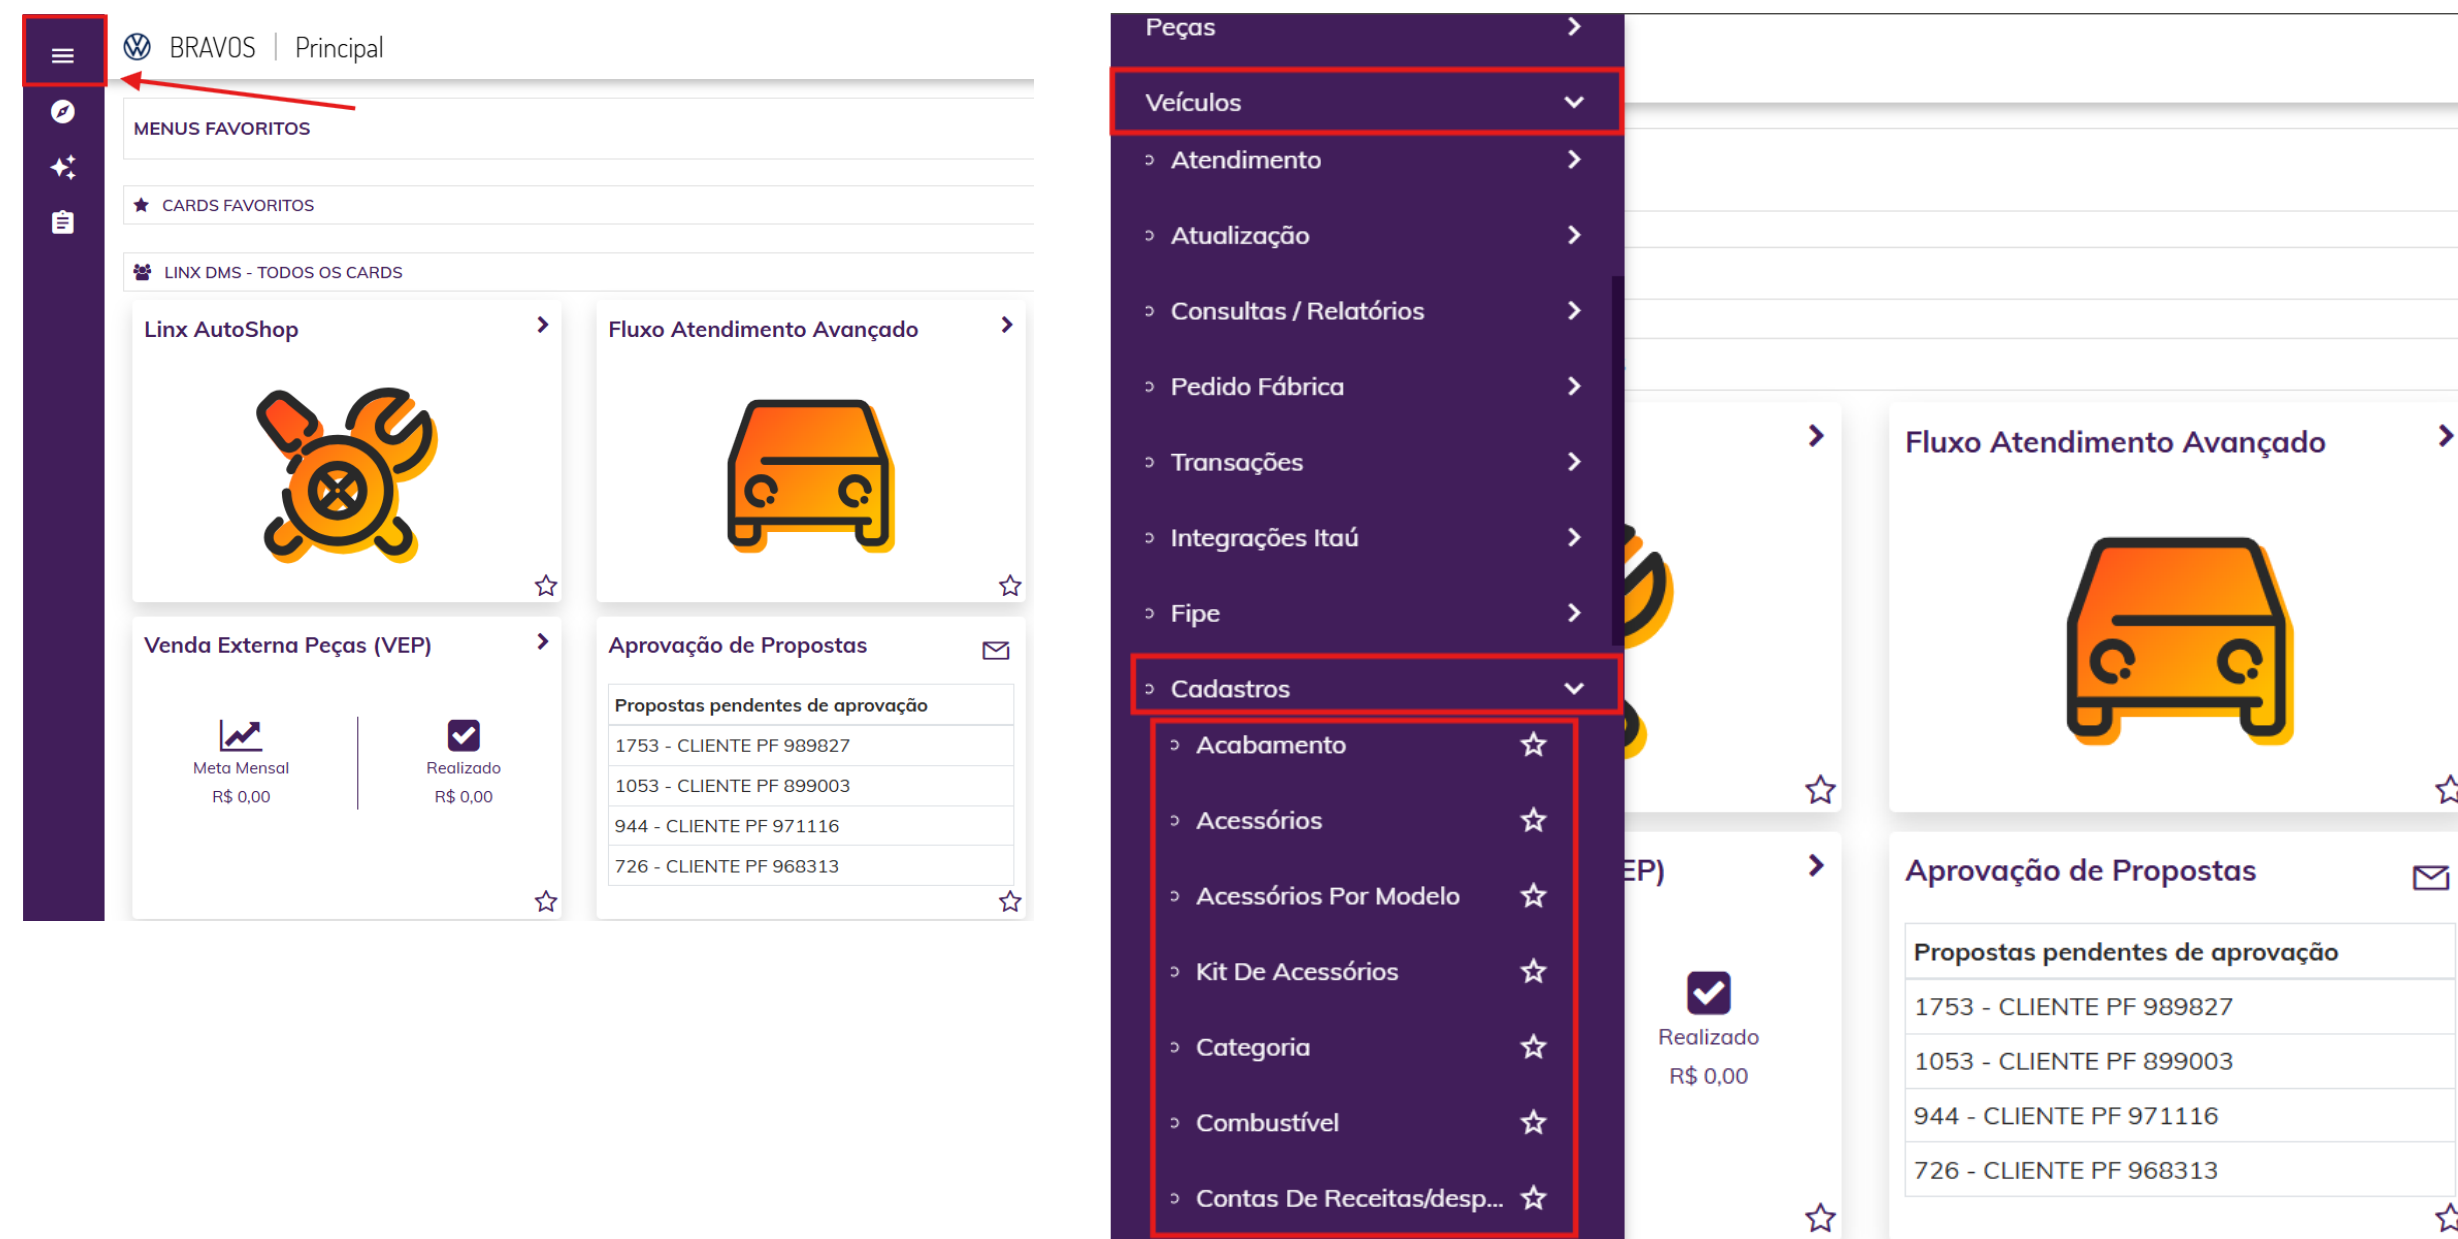 BRAVOS | Principal
MENUS FAVORITOS
CARDS FAVORITOS
LINX DMS - TODOS OS CARDS
Linx AutoShop
Fluxo Atendimento Avançado
Venda Externa Peças (VEP)
Meta Mensal
R$ 0,00
Realizado
R$ 0,00
Aprovação de Propostas
Propostas pendentes de aprovação
1753 - CLIENTE PF 989827
1053 - CLIENTE PF 899003
944 - CLIENTE PF 971116
726 - CLIENTE PF 968313
Peças
Veículos
Atendimento
Atualização
Consultas / Relatórios
Pedido Fábrica
Transações
Integrações Itaú
Fipe
Cadastros
Acabamento
Acessórios
Acessórios Por Modelo
Kit De Acessórios
Categoria
Combustível
Contas De Receitas/desp...
Fluxo Atendimento Avançado
EP)
Realizado
R$ 0,00
Aprovação de Propostas
Propostas pendentes de aprovação
1753 - CLIENTE PF 989827
1053 - CLIENTE PF 899003
944 - CLIENTE PF 971116
726 - CLIENTE PF 968313